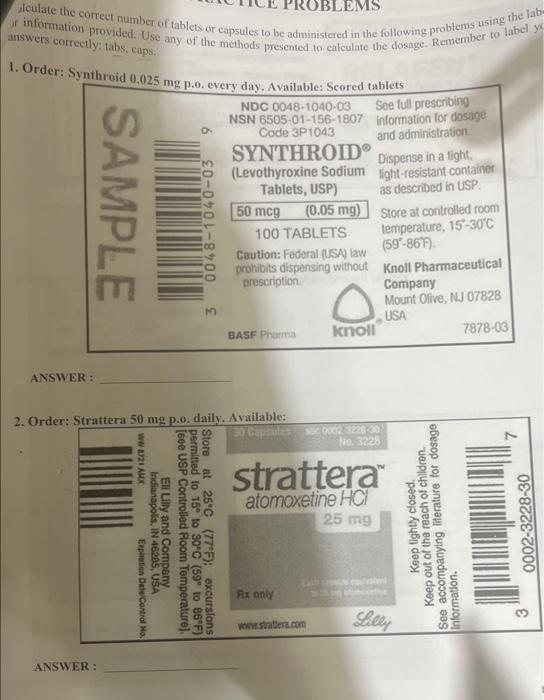 PROBLEMS
the correct number of tablets or capsules to be administered in the following problems using the
information provided. Use any of the methods presented to calculate the dosage. Remember to label
answers correctly: tabs, caps.
1. Order: Synthroid 0.025 mg p.o. every day. Available: Scored tablets
SAMPLE
3 0048-1040-03 9
NDC 0048-1040-03
NSN 6505-01-156-1807
Code 3P1043
SYNTHROID®
(Levothyroxine Sodium
Tablets, USP)
50 mcg (0.05 mg)
100 TABLETS
Caution: Federal (USA) law
prohibits dispensing without
prescription.
BASF Pharma
knoll
See full prescribing
information for dosage
and administration.
Dispense in a tight,
light-resistant container
as described in USP.
Store at controlled room
temperature, 15°-30°C
(59°-86°F).
Knoll Pharmaceutical
Company
Mount Olive, NJ 07828
USA
7878-03
ANSWER :
2. Order: Strattera 50 mg p.o. daily. Available:
Store at 25°C (77°F); excursions
permitted to 15° to 30°C (59° to 86°F)
[see USP Controlled Room Temperature].
Eli Lilly and Company
Indianapolis, IN 46285, USA
Expiration Date/Control No.
30 Capsules NDC 0002-3228-30
No. 3228
strattera™
atomoxetine HCl
25 mg
Rx only
www.strattera.com
Lilly
Keep tightly closed.
Keep out of the reach of children.
See accompanying literature for dosage
information.
3 0002-3228-30 7
ANSWER :